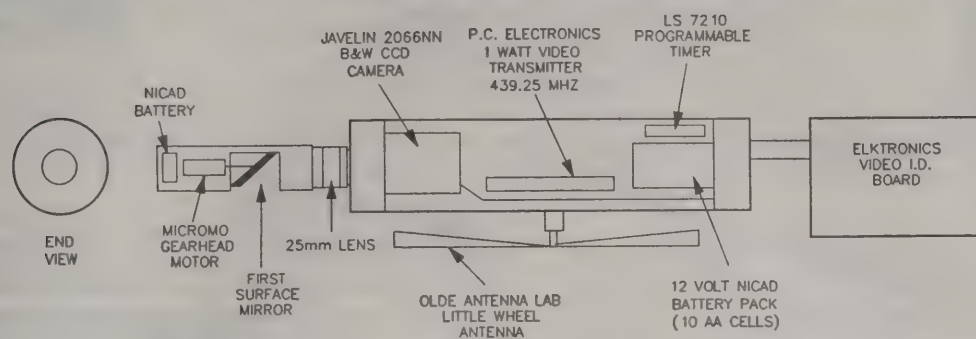 LS 7210
PROGRAMMABLE
TIMER
JAVELIN 2066NN
B&W CCD
CAMERA
P.C. ELECTRONICS
1 WATT VIDEO
TRANSMITTER
439.25 MHZ
NICAD
BATTERY
ELKTRONICS
VIDEO I.D.
BOARD
END
VIEW
MICROMO
GEARHEAD
MOTOR
25mm LENS
FIRST
SURFACE
MIRROR
OLDE ANTENNA LAB
LITTLE WHEEL
ANTENNA
12 VOLT NICAD
BATTERY PACK
(10 AA CELLS)